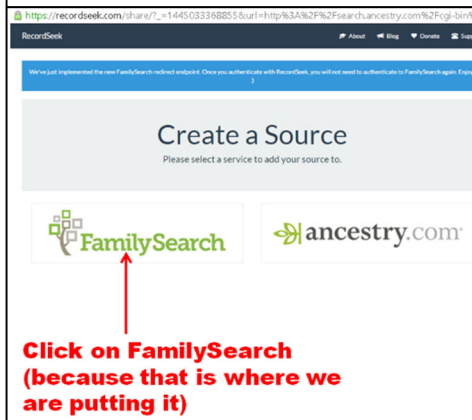 https://recordseek.com/share/?_=1445033368855&url=http%3A%2F%2Fsearch.ancestry.com%2Fcgi-bin%
RecordSeek
About Blog Donate Supp
We've just implemented the new FamilySearch redirect endpoint. Once you authenticate with RecordSeek, you will not need to authenticate to FamilySearch again. Enjoy
:)
Create a Source
Please select a service to add your source to.
FamilySearch
ancestry.com
Click on FamilySearch
(because that is where we
are putting it)